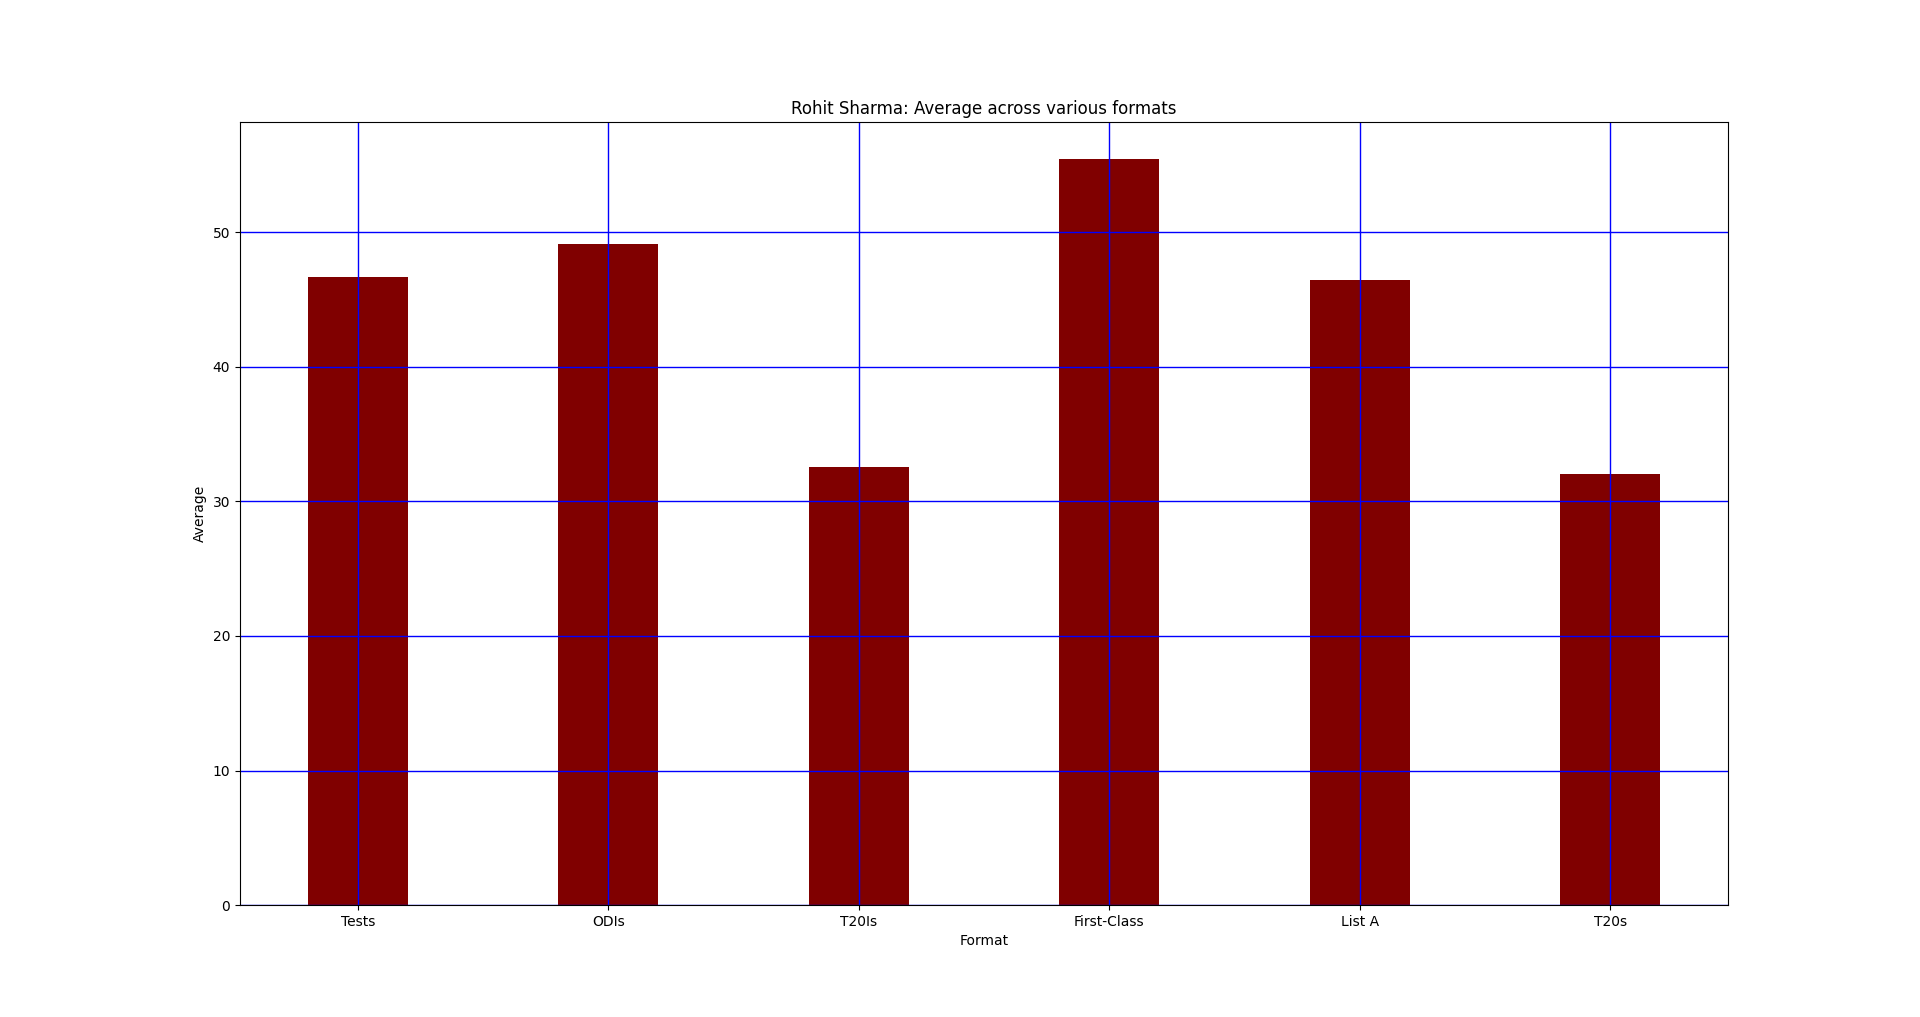 Rohit Sharma: Average across various formats
50
40
30
20
10
0
Average
Tests ODIs T20Is First-Class List A T20s
Format